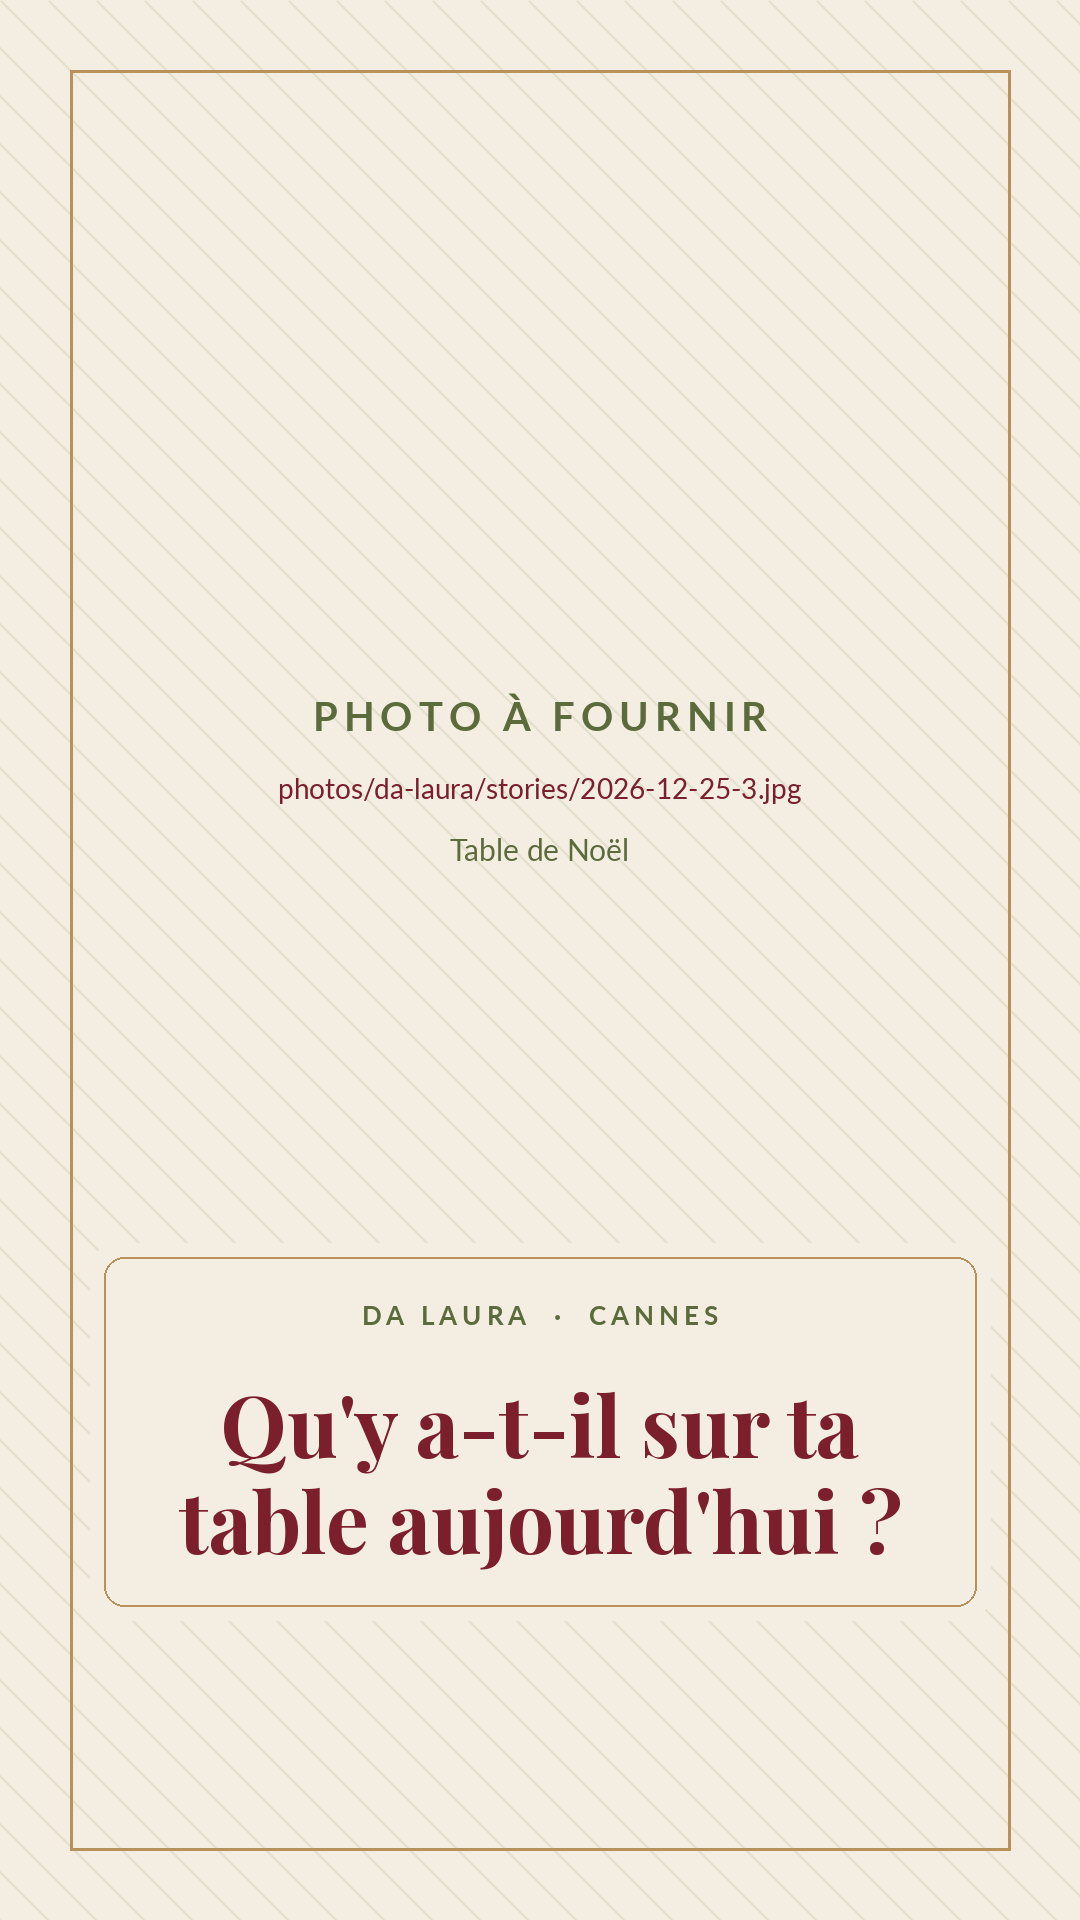 PHOTO À FOURNIR
photos/da-laura/stories/2026-12-25-3.jpg
Table de Noël
DA LAURA · CANNES
Qu'y a-t-il sur ta
table aujourd'hui ?